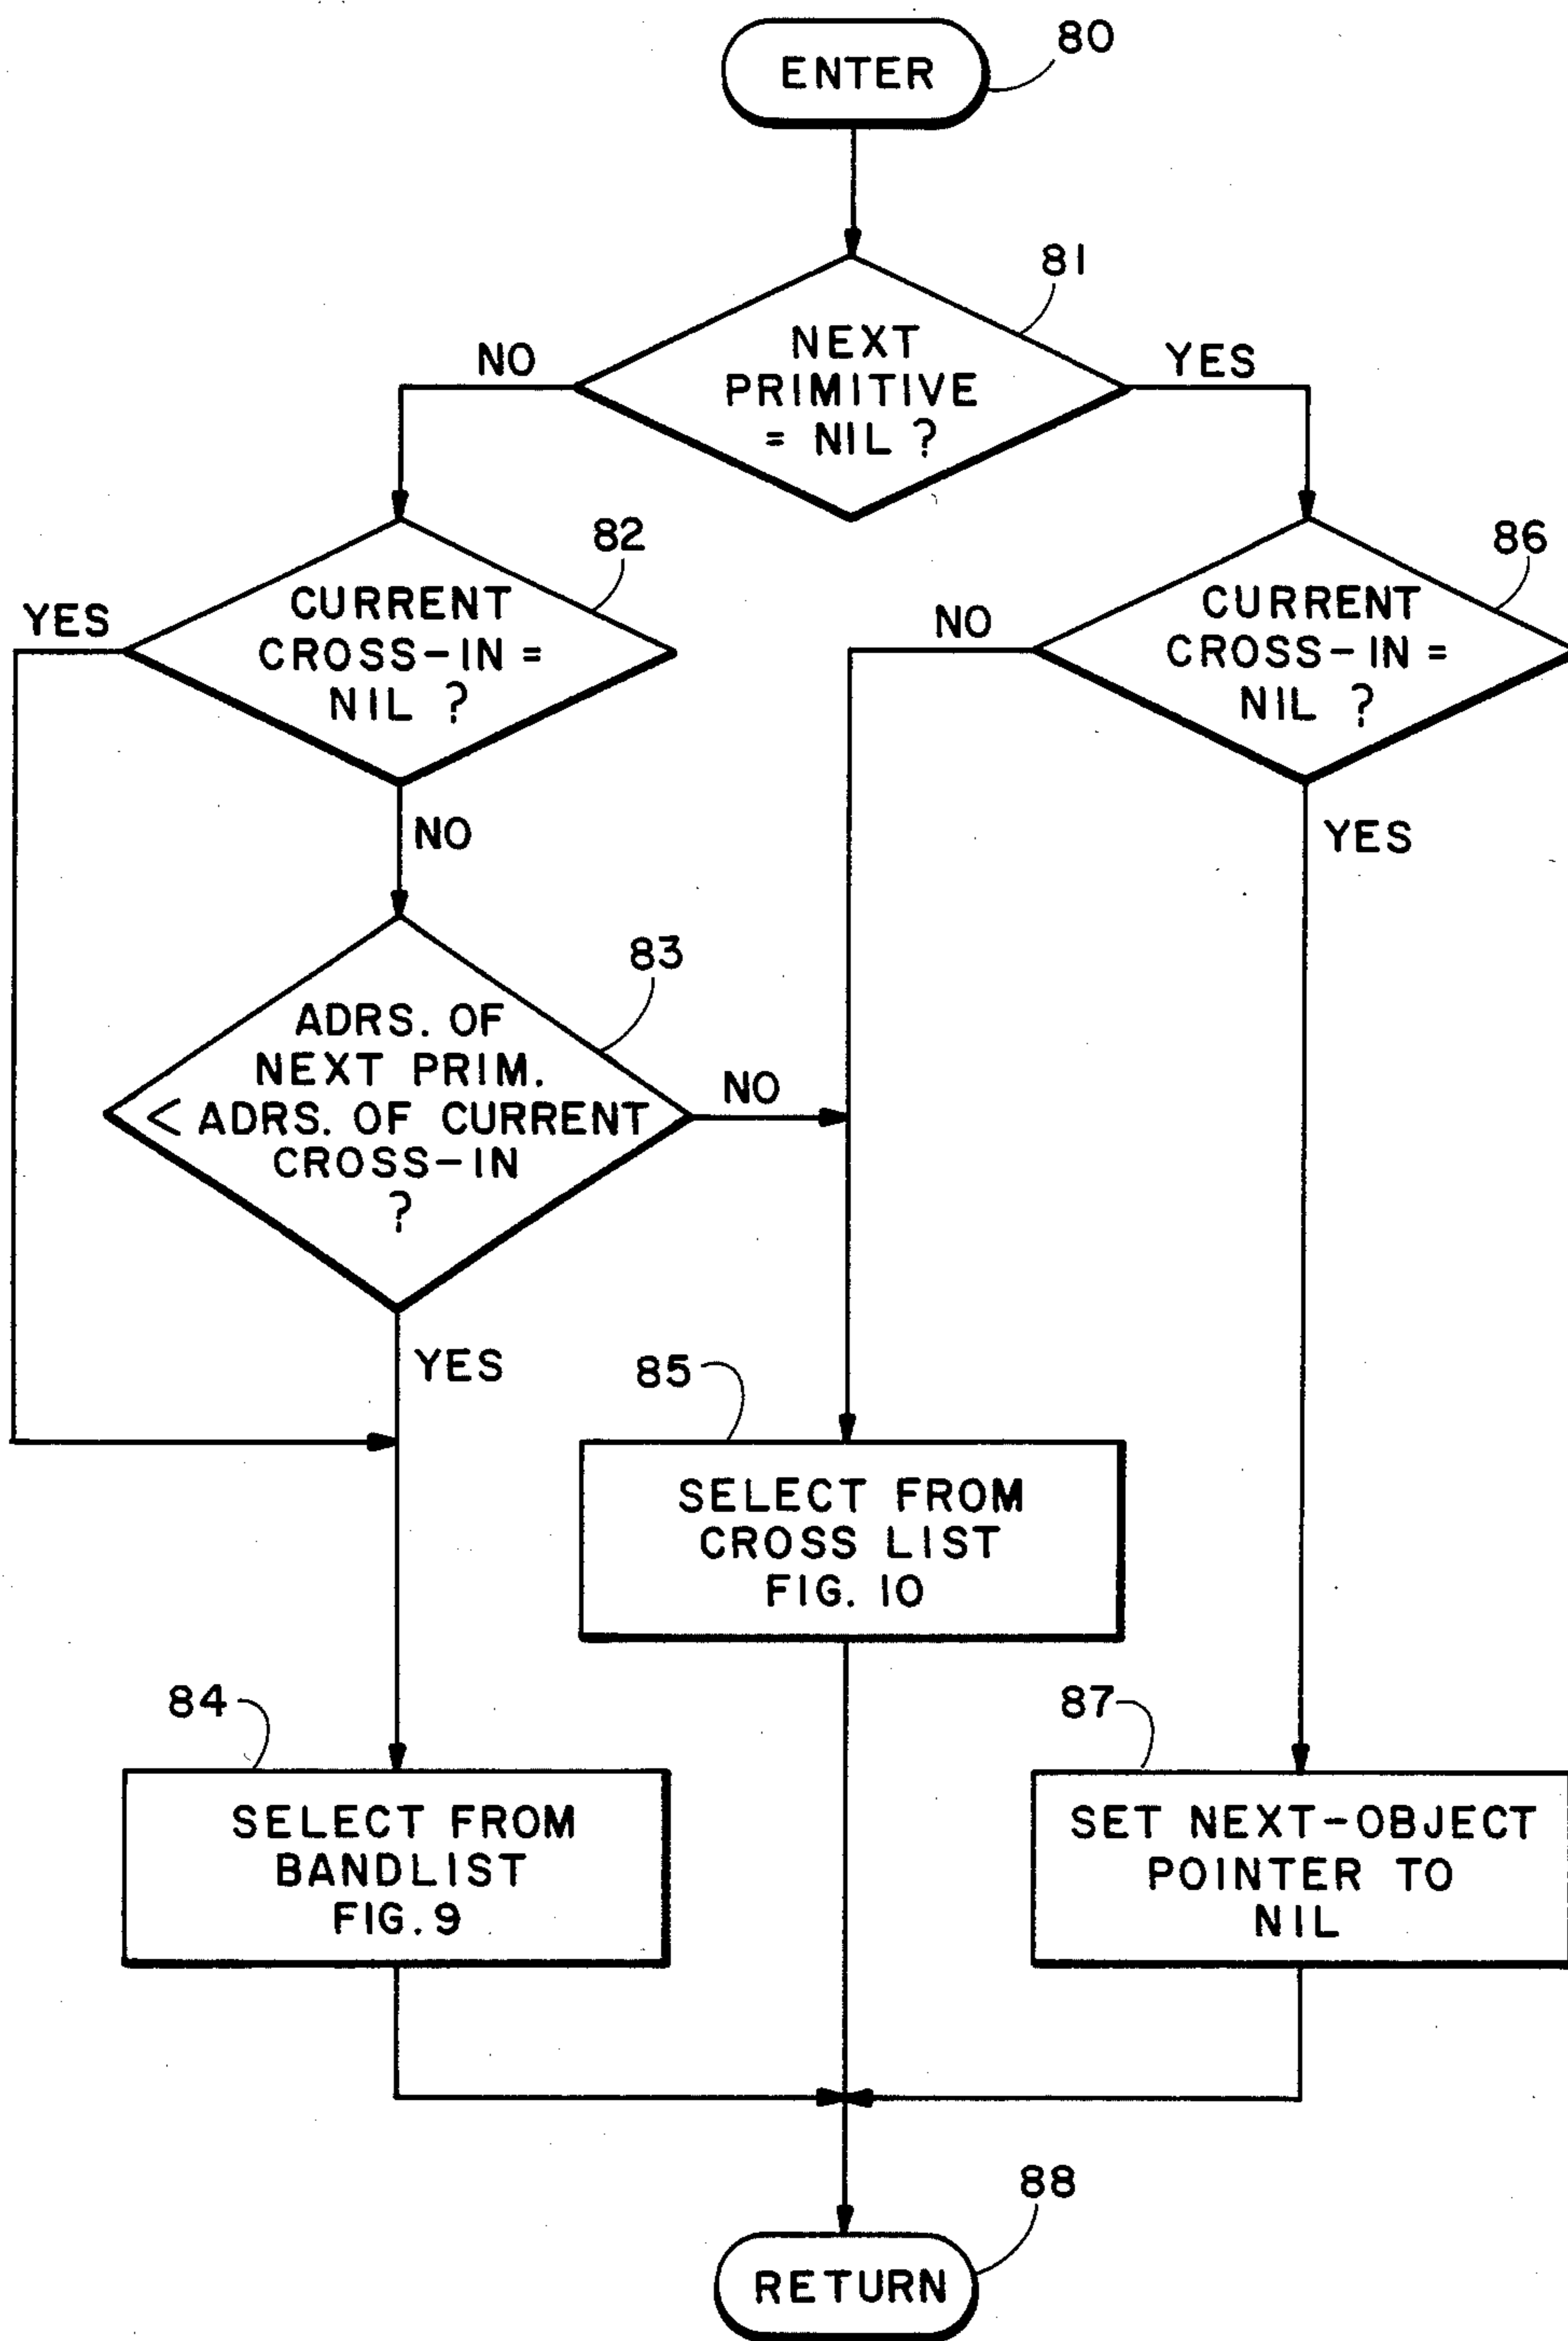 ENTER
80
81
NEXT
PRIMITIVE
= NIL ?
NO
YES
82
CURRENT
CROSS-IN =
NIL ?
YES
NO
86
CURRENT
CROSS-IN =
NIL ?
NO
YES
83
ADRS. OF
NEXT PRIM.
< ADRS. OF CURRENT
CROSS-IN
?
NO
YES
85
SELECT FROM
CROSS LIST
FIG. 10
84
SELECT FROM
BANDLIST
FIG. 9
87
SET NEXT-OBJECT
POINTER TO
NIL
88
RETURN